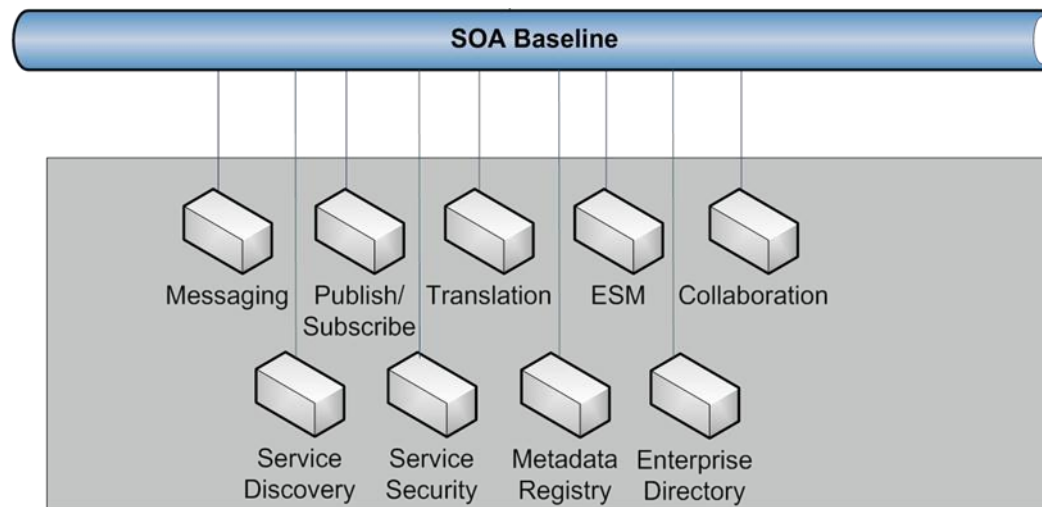 SOA Baseline
Messaging
Publish/
Subscribe
Translation
ESM
Collaboration
Service
Discovery
Service
Security
Metadata
Registry
Enterprise
Directory